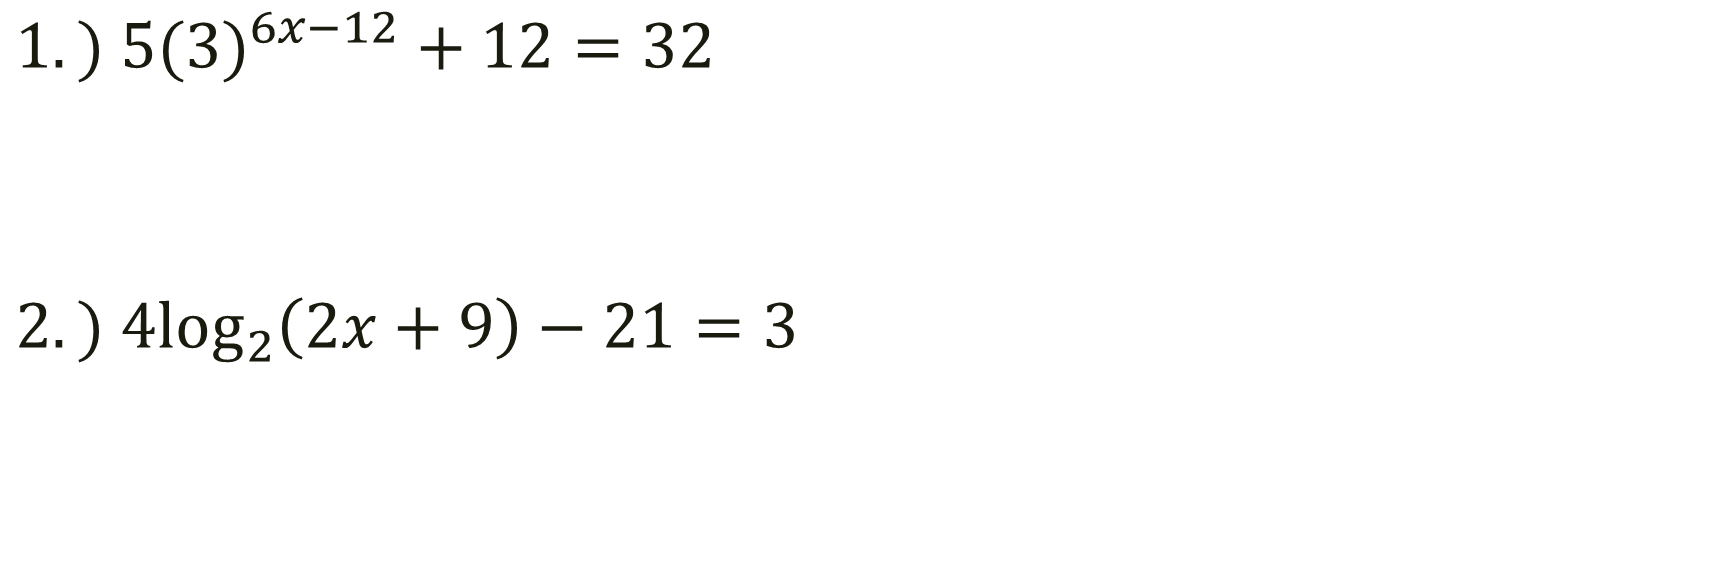 1.) 5(3)^{6x−12} + 12 = 32
2.) 4log₂(2x + 9) − 21 = 3